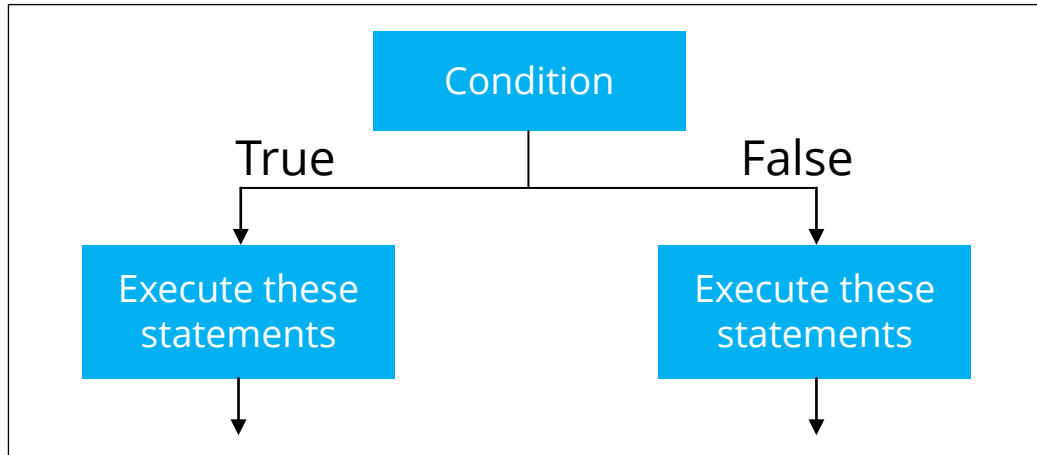 Condition
True
False
Execute these
statements
Execute these
statements